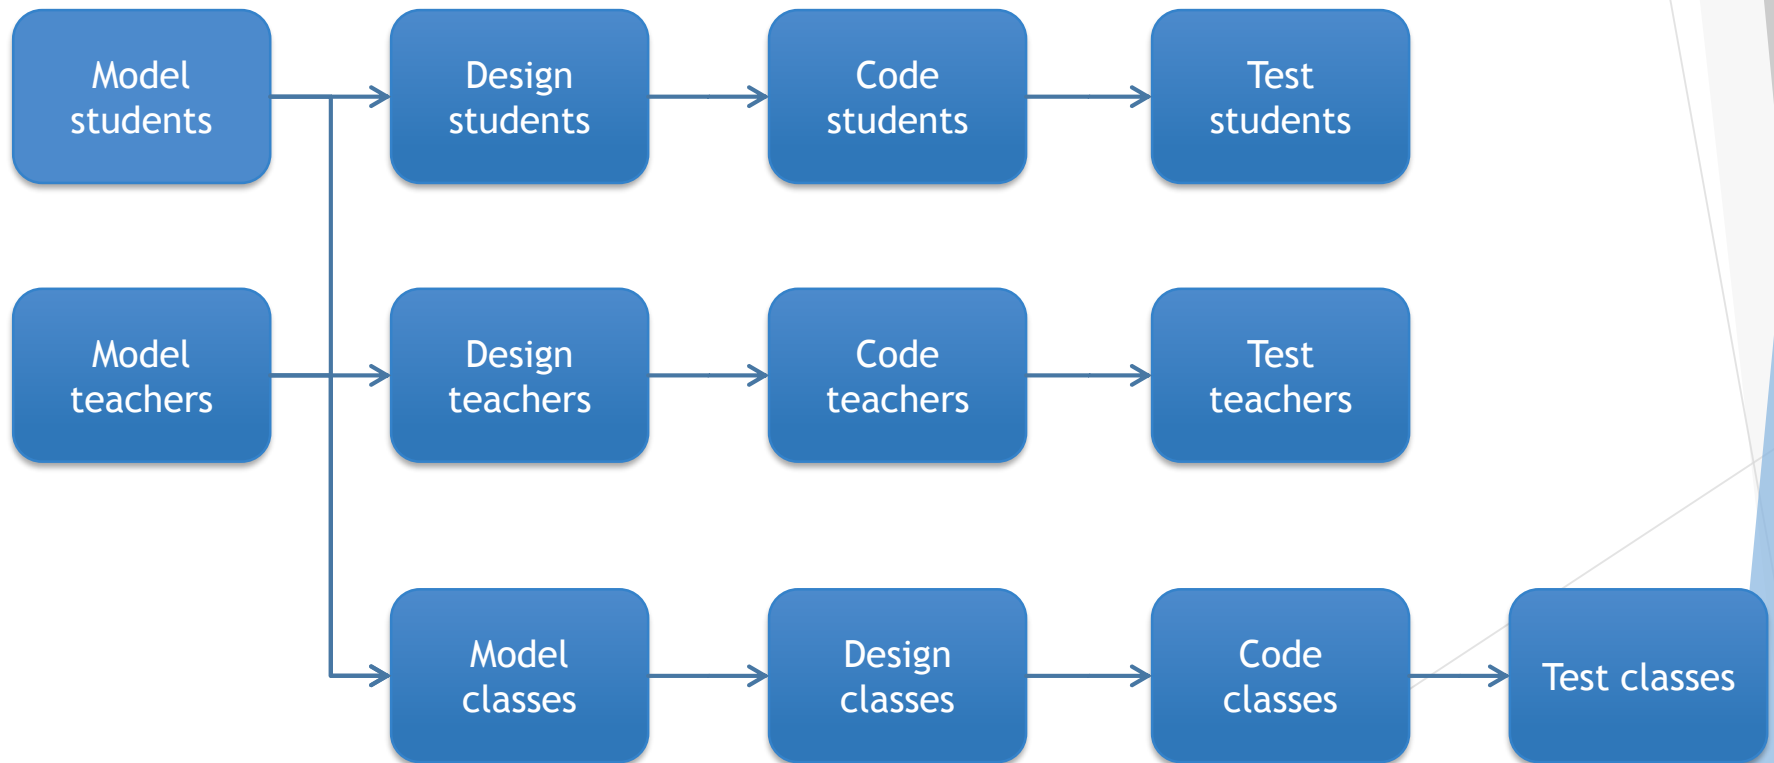 Model
students
Design
students
Code
students
Test
students
Model
teachers
Design
teachers
Code
teachers
Test
teachers
Model
classes
Design
classes
Code
classes
Test classes